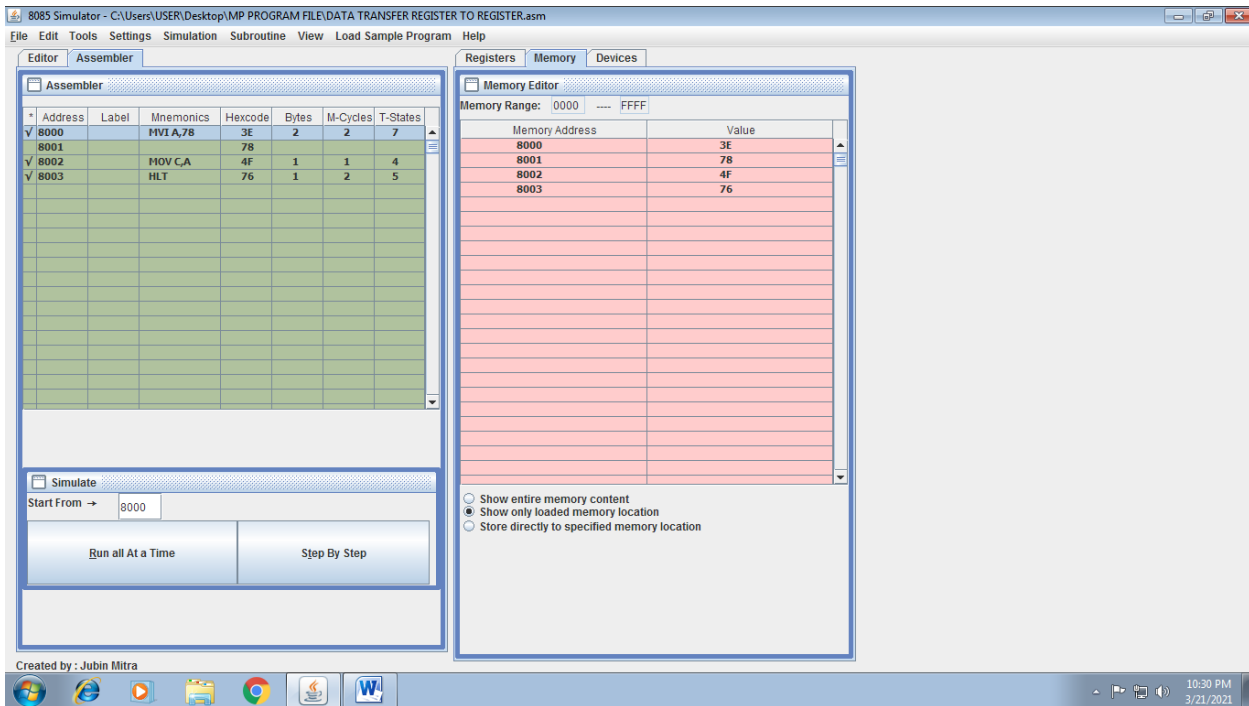 8085 Simulator - C:\Users\USER\Desktop\MP PROGRAM FILE\DATA TRANSFER REGISTER TO REGISTER.asm
File Edit Tools Settings Simulation Subroutine View Load Sample Program Help
Editor Assembler
Assembler
* Address Label Mnemonics Hexcode Bytes M-Cycles T-States
√ 8000 MVI A,78 3E 2 2 7
8001 78
√ 8002 MOV C,A 4F 1 1 4
√ 8003 HLT 76 1 2 5
Simulate
Start From → 8000
Run all At a Time Step By Step
Created by : Jubin Mitra
Registers Memory Devices
Memory Editor
Memory Range: 0000 ---- FFFF
Memory Address Value
8000 3E
8001 78
8002 4F
8003 76
Show entire memory content
Show only loaded memory location
Store directly to specified memory location
W
10:30 PM
3/21/2021